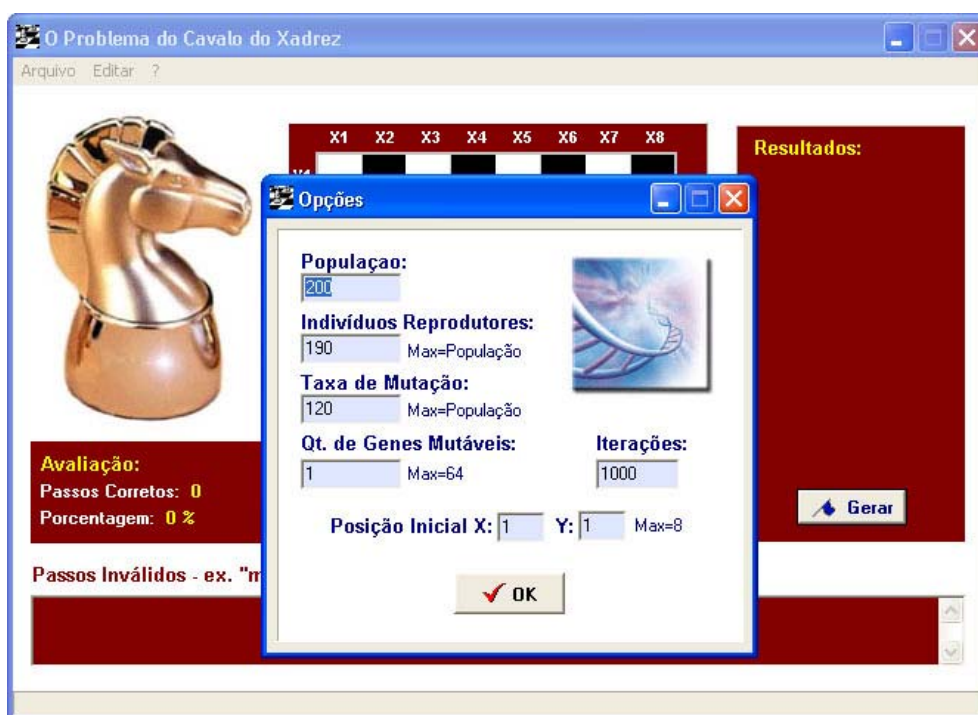 O Problema do Cavalo do Xadrez
Arquivo Editar ?
X1 X2 X3 X4 X5 X6 X7 X8
Resultados:
Opções
Populaçao:
200
Indivíduos Reprodutores:
190 Max=População
Taxa de Mutação:
120 Max=População
Qt. de Genes Mutáveis: Iterações:
1 Max=64 1000
Posição Inicial X: 1 Y: 1 Max=8
OK
Avaliação:
Passos Corretos: 0
Porcentagem: 0 %
Gerar
Passos Inválidos - ex. "m